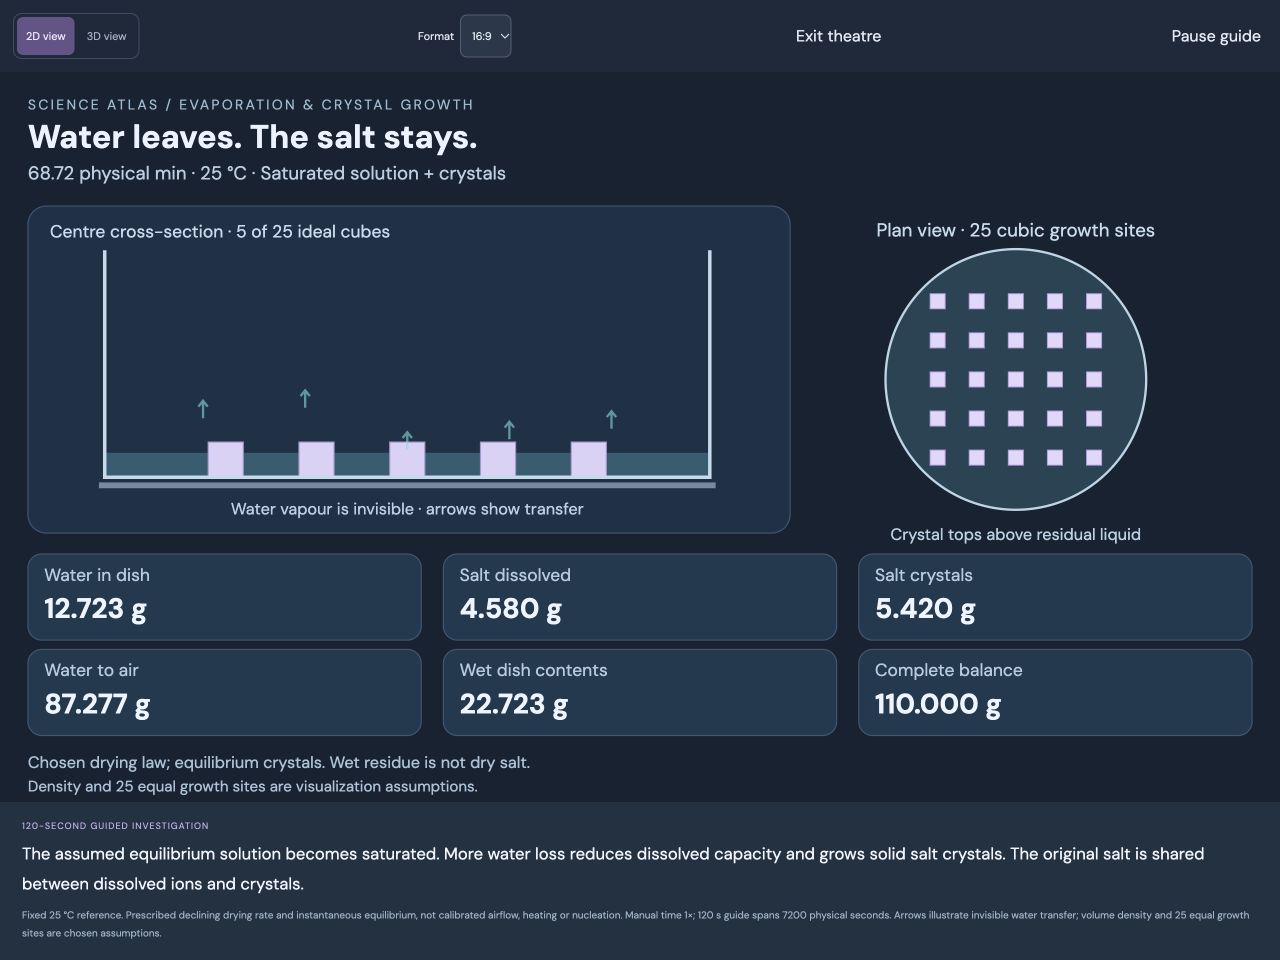 2D view
3D view
Format
16:9
Exit theatre
Pause guide
SCIENCE ATLAS / EVAPORATION & CRYSTAL GROWTH
Water leaves. The salt stays.
68.72 physical min · 25 °C · Saturated solution + crystals
Centre cross-section · 5 of 25 ideal cubes
Water vapour is invisible · arrows show transfer
Plan view · 25 cubic growth sites
Crystal tops above residual liquid
Water in dish
12.723 g
Salt dissolved
4.580 g
Salt crystals
5.420 g
Water to air
87.277 g
Wet dish contents
22.723 g
Complete balance
110.000 g
Chosen drying law; equilibrium crystals. Wet residue is not dry salt.
Density and 25 equal growth sites are visualization assumptions.
120-SECOND GUIDED INVESTIGATION
The assumed equilibrium solution becomes saturated. More water loss reduces dissolved capacity and grows solid salt crystals. The original salt is shared
between dissolved ions and crystals.
Fixed 25 °C reference. Prescribed declining drying rate and instantaneous equilibrium, not calibrated airflow, heating or nucleation. Manual time 1×; 120 s guide spans 7200 physical seconds. Arrows illustrate invisible water transfer; volume density and 25 equal growth
sites are chosen assumptions.